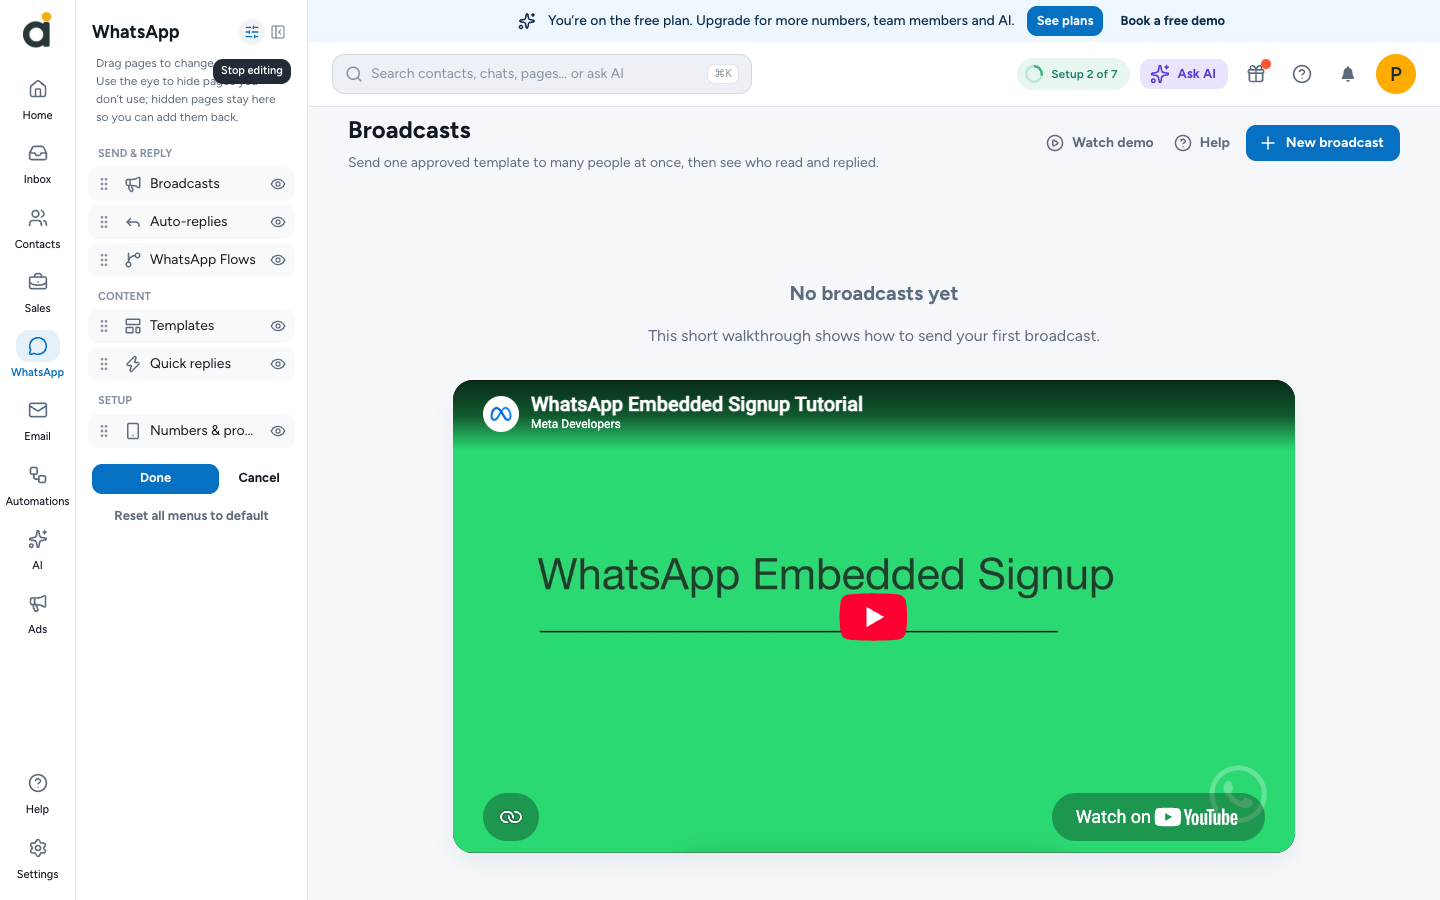 You're on the free plan. Upgrade for more numbers, team members and AI.
See plans
Book a free demo
Home
Inbox
Contacts
Sales
WhatsApp
Email
Automations
AI
Ads
Help
Settings
WhatsApp
Stop editing
Drag pages to change
Use the eye to hide pages you
don't use; hidden pages stay here
so you can add them back.
SEND & REPLY
Broadcasts
Auto-replies
WhatsApp Flows
CONTENT
Templates
Quick replies
SETUP
Numbers & pro...
Done
Cancel
Reset all menus to default
Search contacts, chats, pages... or ask AI
⌘K
Setup 2 of 7
Ask AI
P
Broadcasts
Send one approved template to many people at once, then see who read and replied.
Watch demo
Help
New broadcast
No broadcasts yet
This short walkthrough shows how to send your first broadcast.
WhatsApp Embedded Signup Tutorial
Meta Developers
WhatsApp Embedded Signup
Watch on YouTube